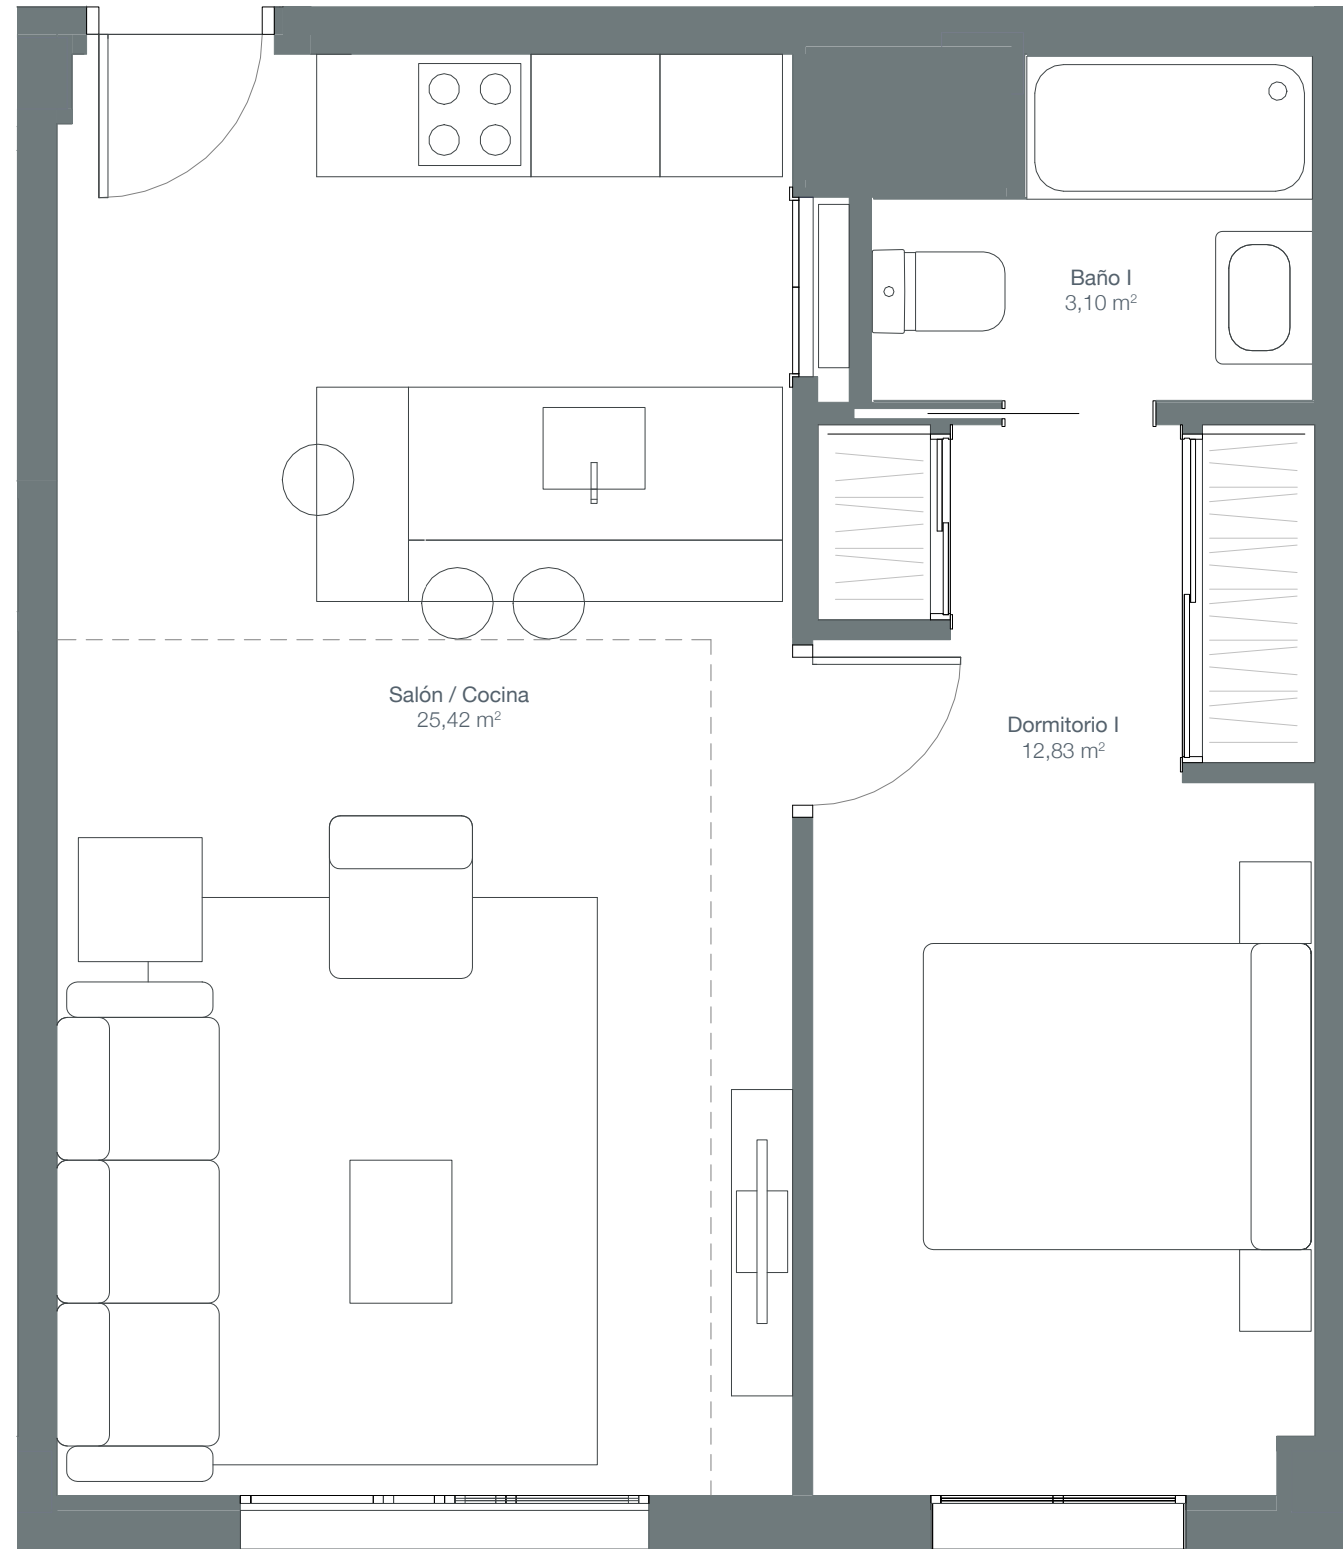 Baño I
3,10 m²
Salón / Cocina
25,42 m²
Dormitorio I
12,83 m²